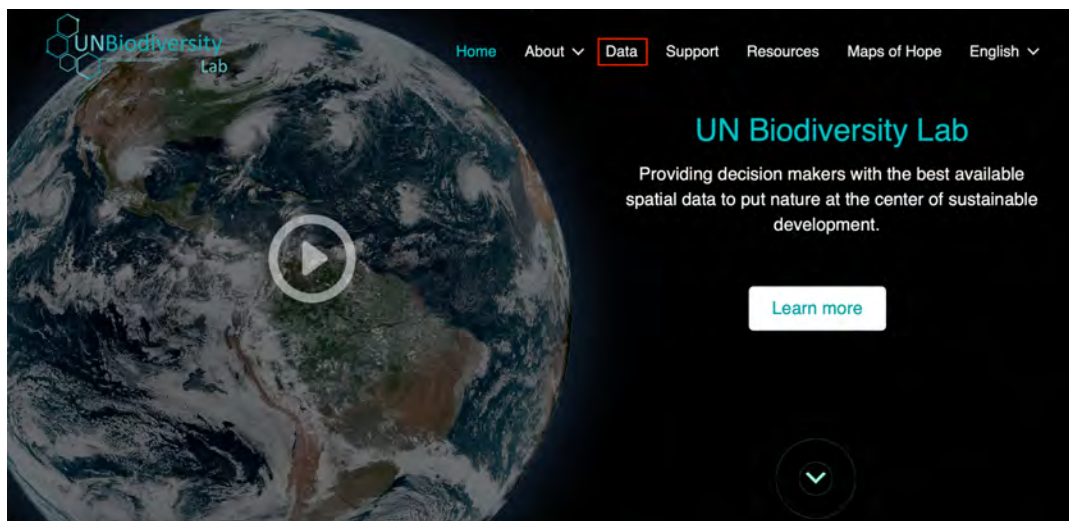 UNBiodiversity
Lab
Home About Data Support Resources Maps of Hope English
UN Biodiversity Lab
Providing decision makers with the best available
spatial data to put nature at the center of sustainable
development.
Learn more